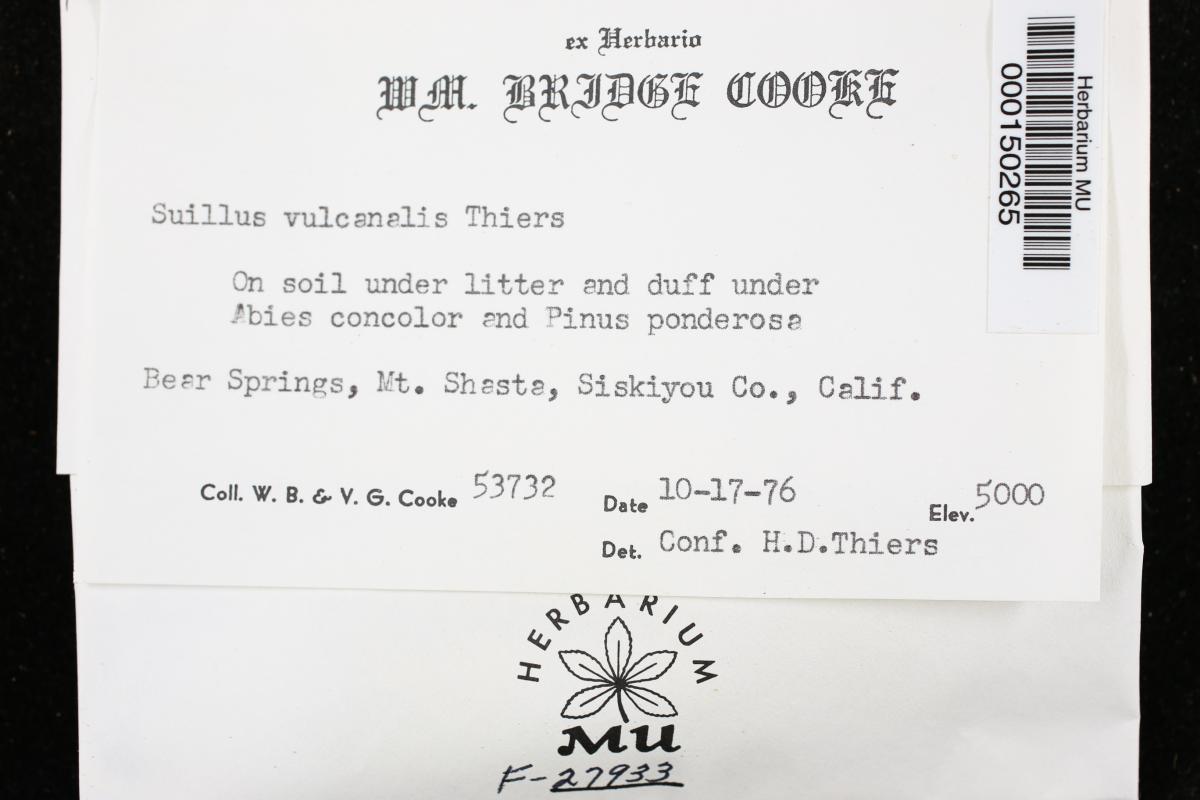 ex Herbario
WM. BRIDGE COOKE
Herbarium MU
000150265
Suillus vulcanalis Thiers
On soil under litter and duff under
Abies concolor and Pinus ponderosa
Bear Springs, Mt. Shasta, Siskiyou Co., Calif.
Coll. W. B. & V. G. Cooke 53732 Date 10-17-76 Elev. 5000
Det. Conf. H.D.Thiers
HERBARIUM
MU
F-27933